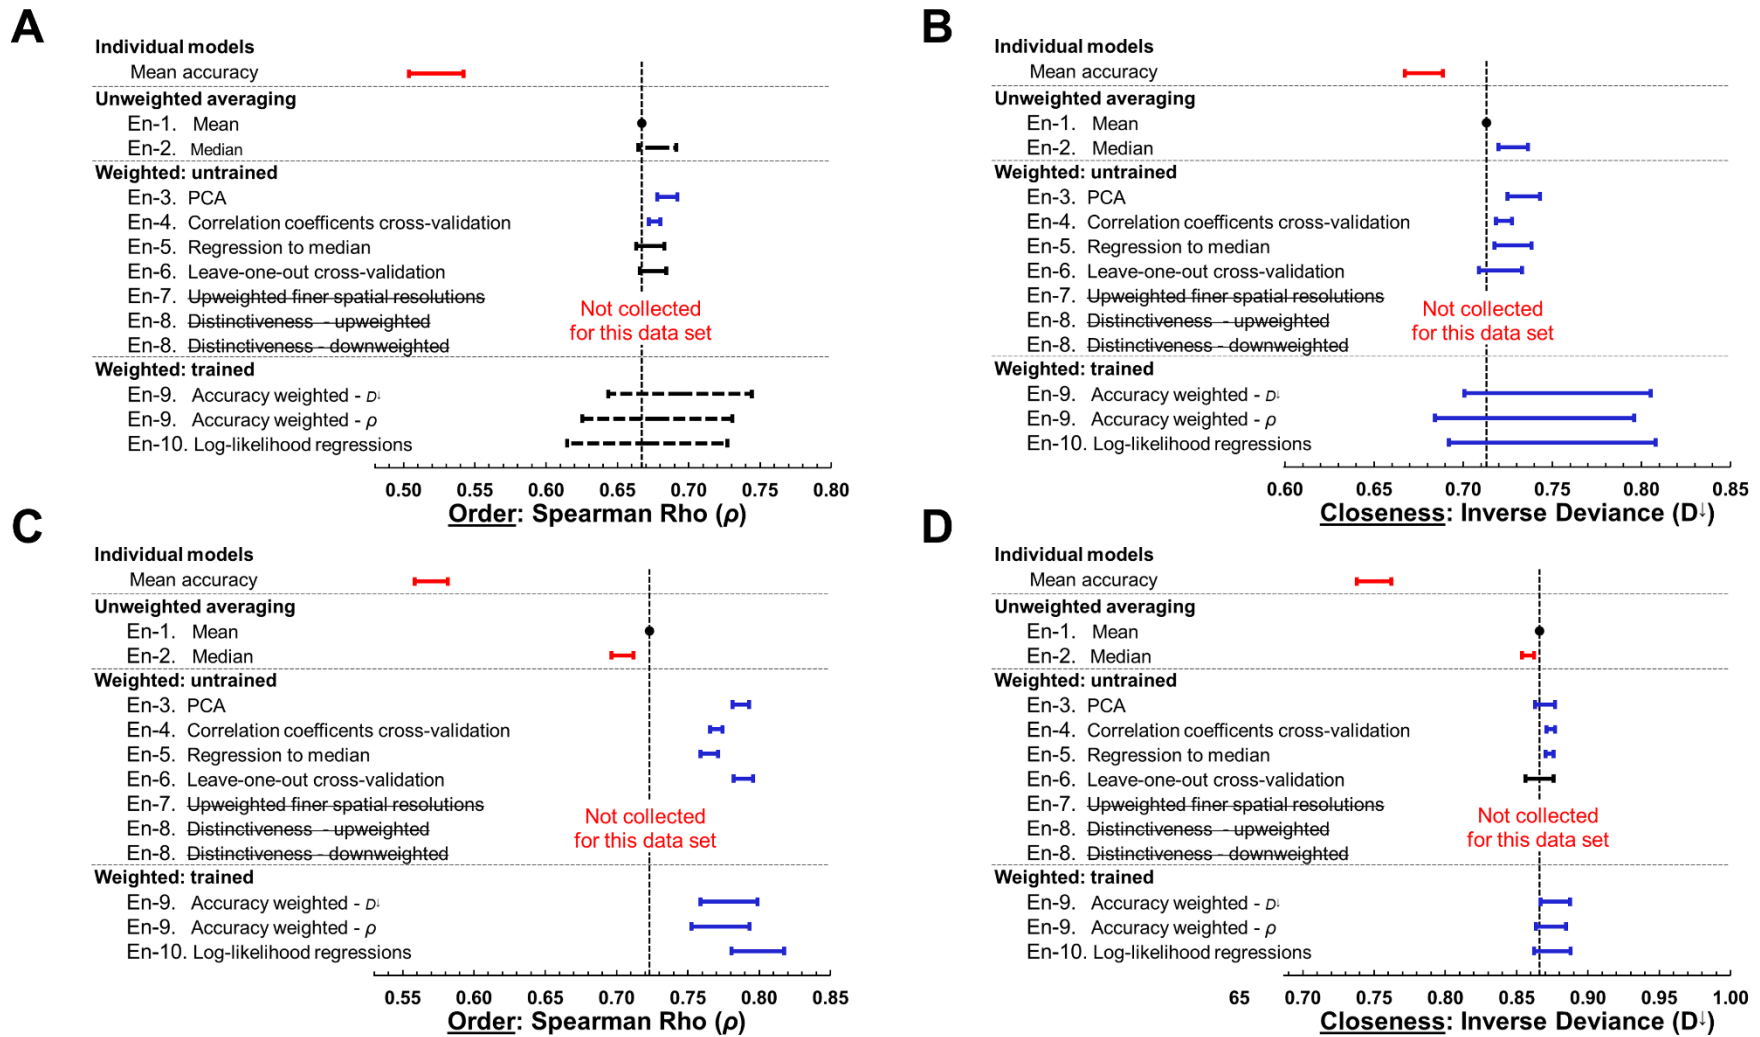 A
Individual models
Mean accuracy
Unweighted averaging
En-1. Mean
En-2. Median
Weighted: untrained
En-3. PCA
En-4. Correlation coefficents cross-validation
En-5. Regression to median
En-6. Leave-one-out cross-validation
En-7. Upweighted finer spatial resolutions
En-8. Distinctiveness - upweighted
En-8. Distinctiveness - downweighted
Not collected
for this data set
Weighted: trained
En-9. Accuracy weighted - D↓
En-9. Accuracy weighted - ρ
En-10. Log-likelihood regressions
0.50 0.55 0.60 0.65 0.70 0.75 0.80
Order: Spearman Rho (ρ)
B
Individual models
Mean accuracy
Unweighted averaging
En-1. Mean
En-2. Median
Weighted: untrained
En-3. PCA
En-4. Correlation coefficents cross-validation
En-5. Regression to median
En-6. Leave-one-out cross-validation
En-7. Upweighted finer spatial resolutions
En-8. Distinctiveness - upweighted
En-8. Distinctiveness - downweighted
Not collected
for this data set
Weighted: trained
En-9. Accuracy weighted - D↓
En-9. Accuracy weighted - ρ
En-10. Log-likelihood regressions
0.60 0.65 0.70 0.75 0.80 0.85
Closeness: Inverse Deviance (D↓)
C
Individual models
Mean accuracy
Unweighted averaging
En-1. Mean
En-2. Median
Weighted: untrained
En-3. PCA
En-4. Correlation coefficents cross-validation
En-5. Regression to median
En-6. Leave-one-out cross-validation
En-7. Upweighted finer spatial resolutions
En-8. Distinctiveness - upweighted
En-8. Distinctiveness - downweighted
Not collected
for this data set
Weighted: trained
En-9. Accuracy weighted - D↓
En-9. Accuracy weighted - ρ
En-10. Log-likelihood regressions
0.55 0.60 0.65 0.70 0.75 0.80 0.85
Order: Spearman Rho (ρ)
D
Individual models
Mean accuracy
Unweighted averaging
En-1. Mean
En-2. Median
Weighted: untrained
En-3. PCA
En-4. Correlation coefficents cross-validation
En-5. Regression to median
En-6. Leave-one-out cross-validation
En-7. Upweighted finer spatial resolutions
En-8. Distinctiveness - upweighted
En-8. Distinctiveness - downweighted
Not collected
for this data set
Weighted: trained
En-9. Accuracy weighted - D↓
En-9. Accuracy weighted - ρ
En-10. Log-likelihood regressions
65 0.70 0.75 0.80 0.85 0.90 0.95 1.00
Closeness: Inverse Deviance (D↓)